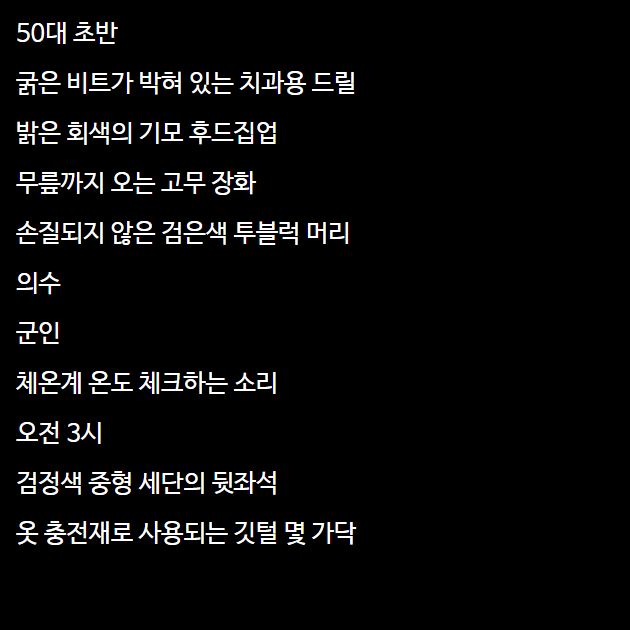 50대 초반
굵은 비트가 박혀 있는 치과용 드릴
밝은 회색의 기모 후드집업
무릎까지 오는 고무 장화
손질되지 않은 검은색 투블럭 머리
의수
군인
체온계 온도 체크하는 소리
오전 3시
검정색 중형 세단의 뒷좌석
옷 충전재로 사용되는 깃털 몇 가닥